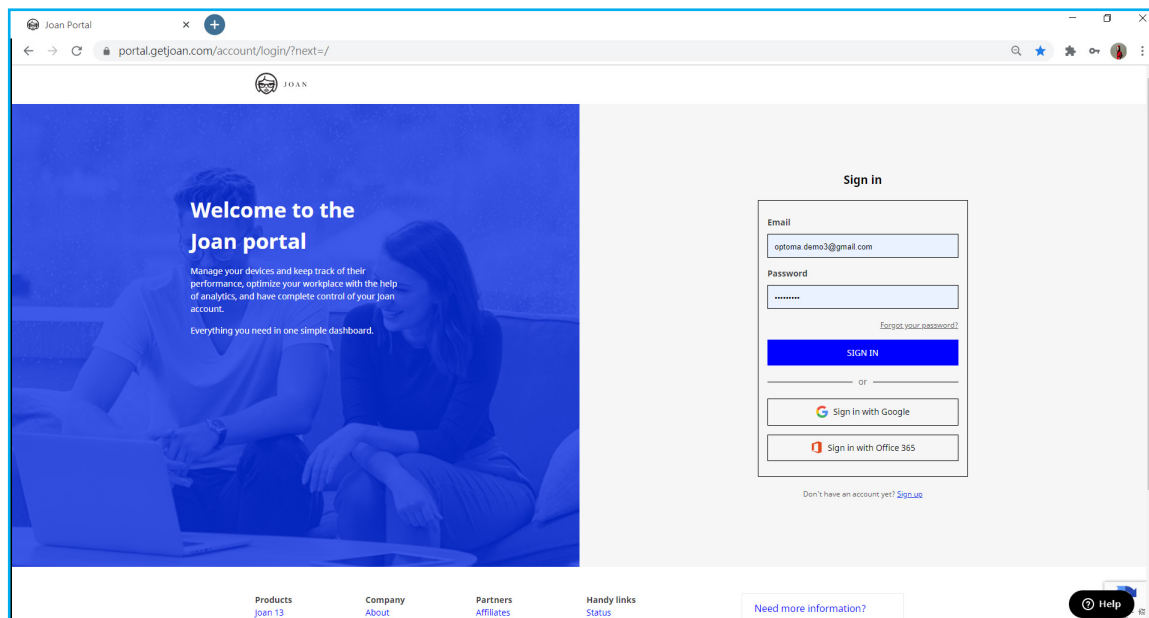 Joan Portal
portal.getjoan.com/account/login/?next=/
JOAN
Welcome to the
Joan portal
Manage your devices and keep track of their
performance, optimize your workplace with the help
of analytics, and have complete control of your Joan
account.
Everything you need in one simple dashboard.
Sign in
Email
optoma.demo3@gmail.com
Password
•••••••••
Forgot your password?
SIGN IN
or
Sign in with Google
Sign in with Office 365
Don't have an account yet? Sign up
Products
Joan 13
Company
About
Partners
Affiliates
Handy links
Status
Need more information?
Help